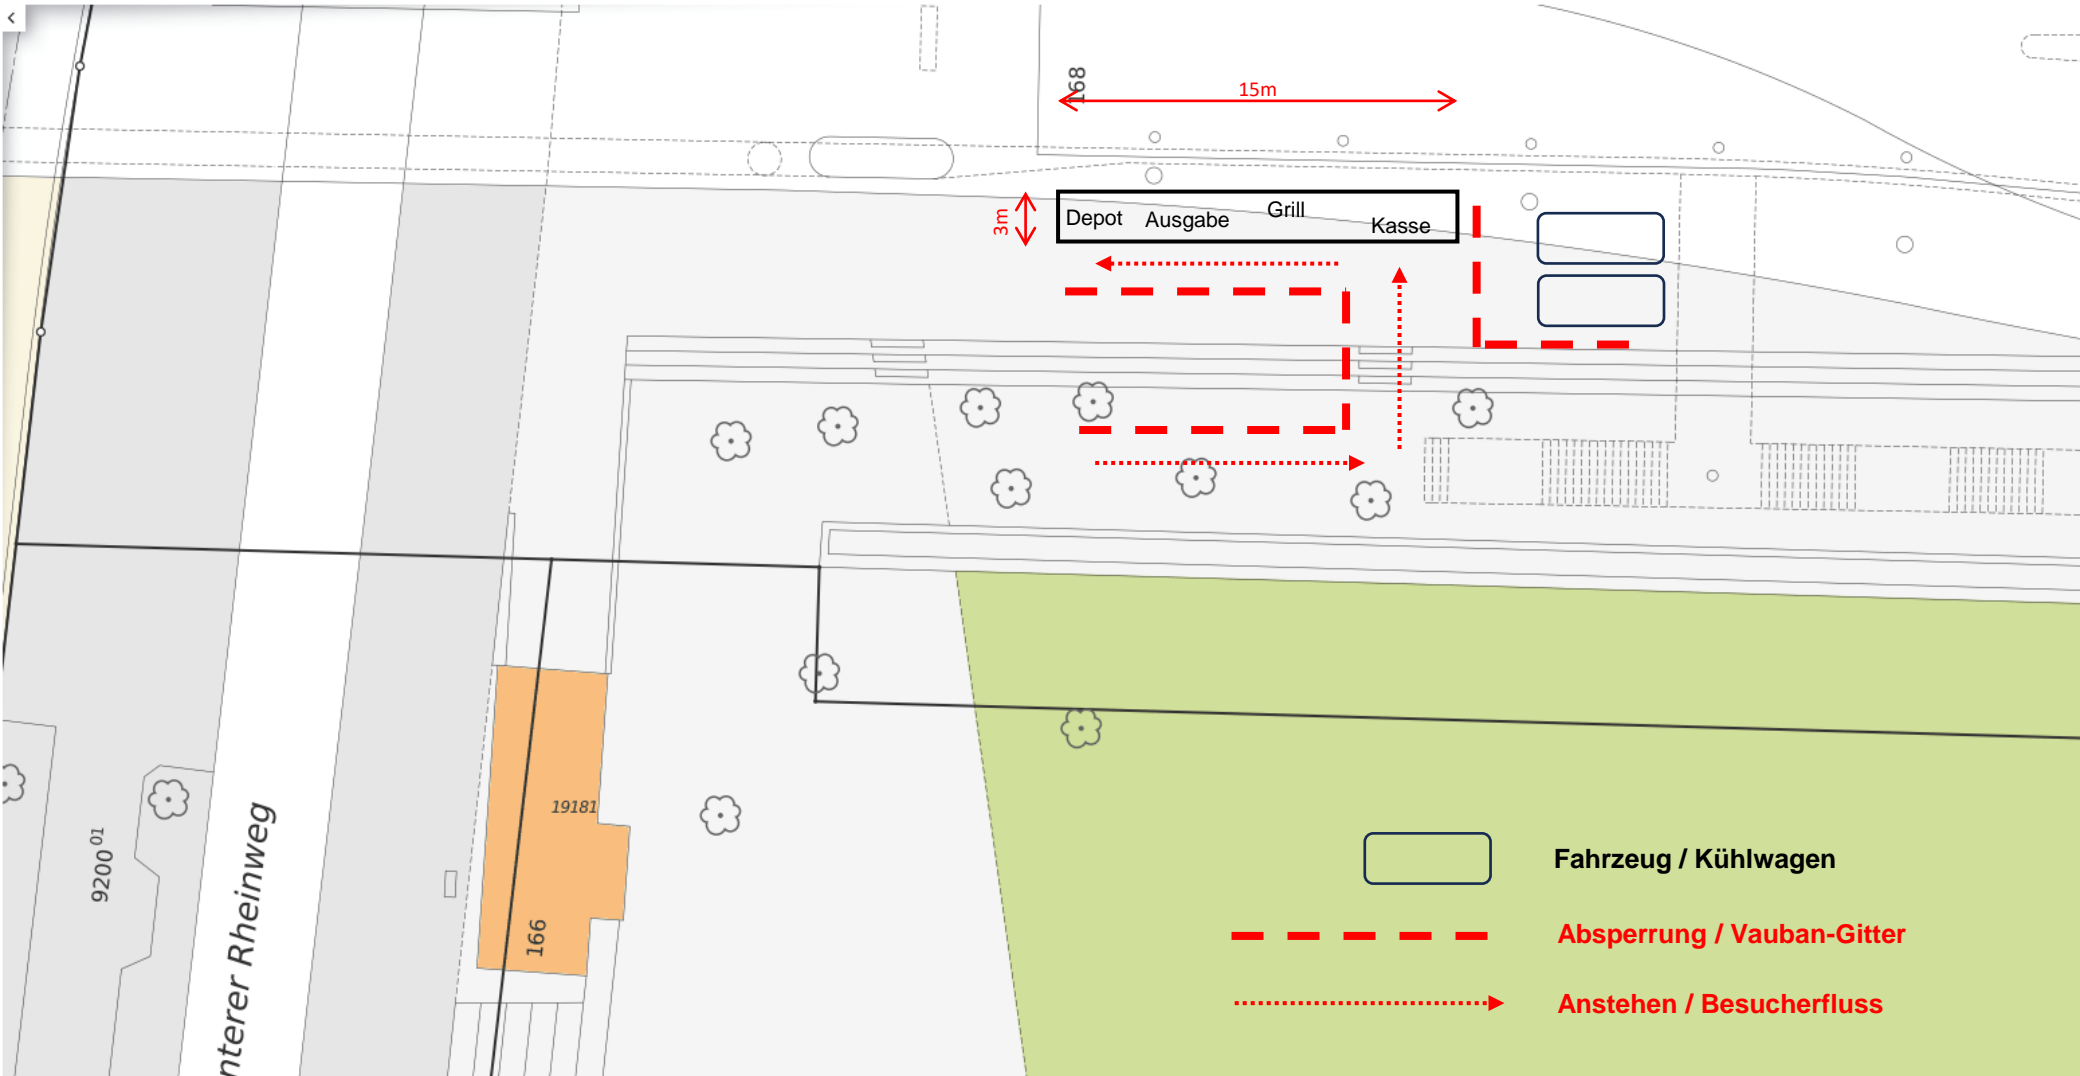 168
15m
3m
Depot
Ausgabe
Grill
Kasse
19181
166
9200 01
nterer Rheinweg
Fahrzeug / Kühlwagen
Absperrung / Vauban-Gitter
Anstehen / Besucherfluss